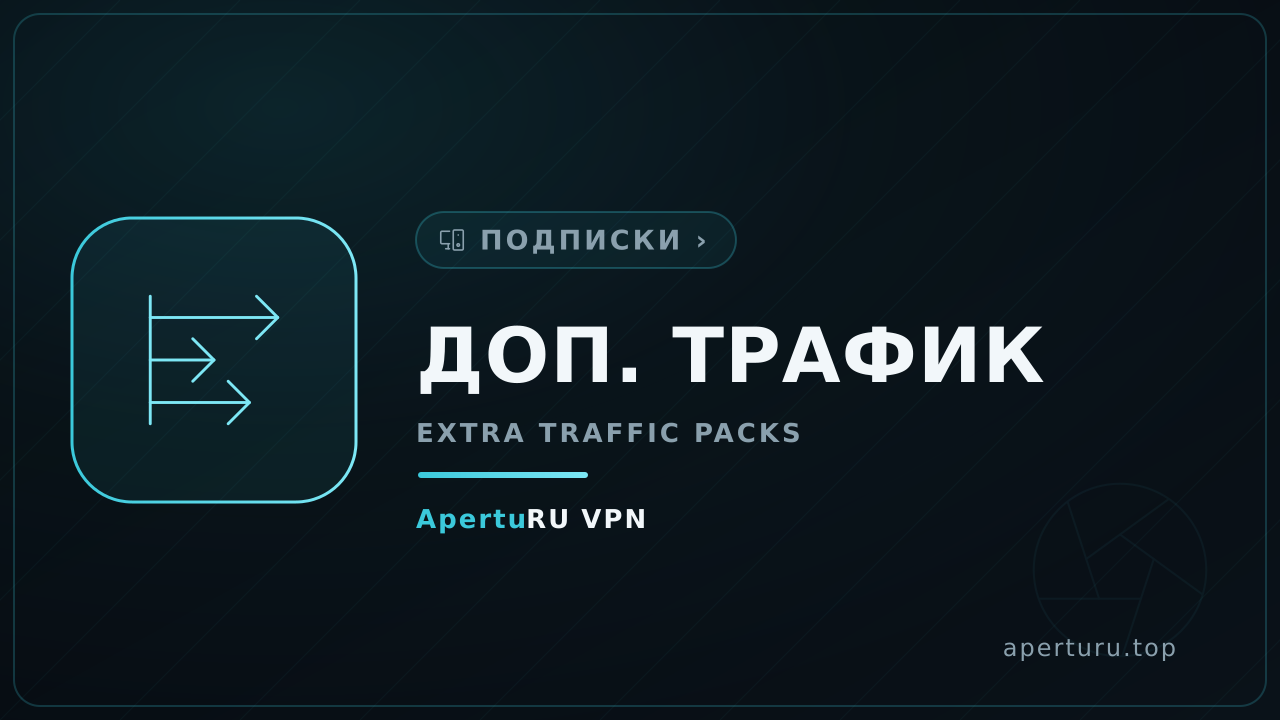 ПОДПИСКИ ›
ДОП. ТРАФИК
EXTRA TRAFFIC PACKS
ApertuRU VPN
aperturu.top